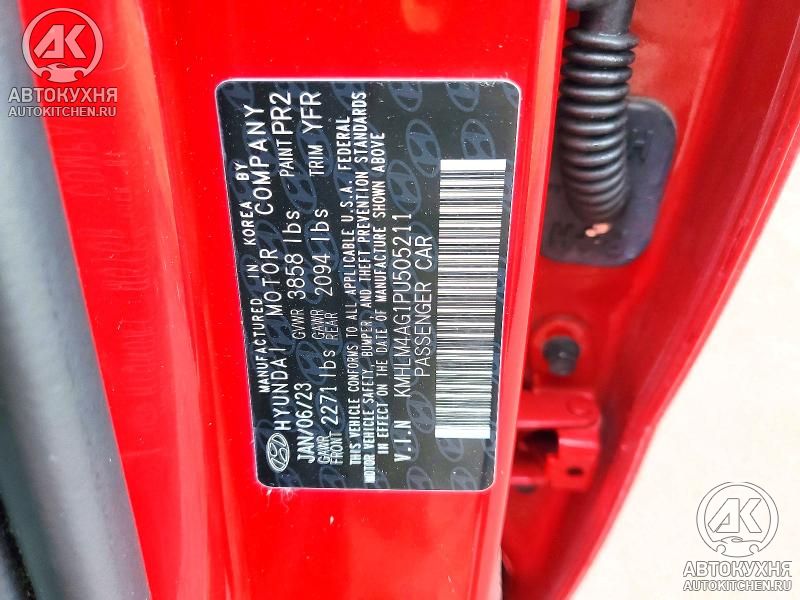 AK
АВТОКУХНЯ
AUTOKITCHEN.RU
MANUFACTURED IN KOREA BY
HYUNDAI MOTOR COMPANY
JAN/06/23 GVWR 3858 lbs PAINT PR2
GAWR FRONT 2271 lbs GAWR REAR 2094 lbs TRIM YFR
THIS VEHICLE CONFORMS TO ALL APPLICABLE U.S.A. FEDERAL
MOTOR VEHICLE SAFETY, BUMPER, AND THEFT PREVENTION STANDARDS
IN EFFECT ON THE DATE OF MANUFACTURE SHOWN ABOVE
V.I.N KMHLM4AG1PU505211
PASSENGER CAR
AK
АВТОКУХНЯ
AUTOKITCHEN.RU